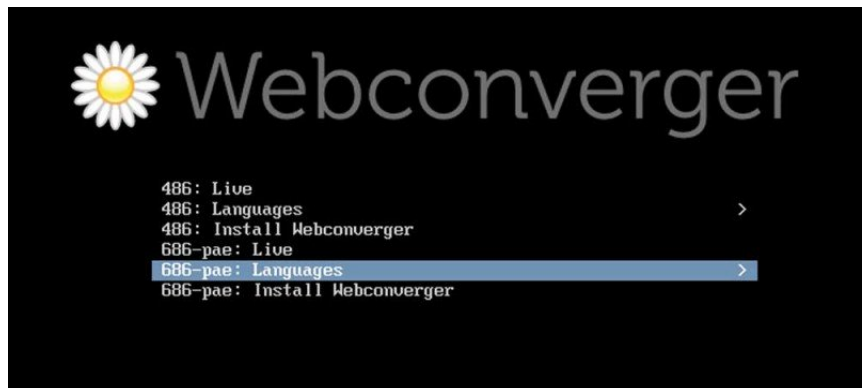 Webconverger
486: Live
486: Languages >
486: Install Webconverger
686-pae: Live
686-pae: Languages >
686-pae: Install Webconverger